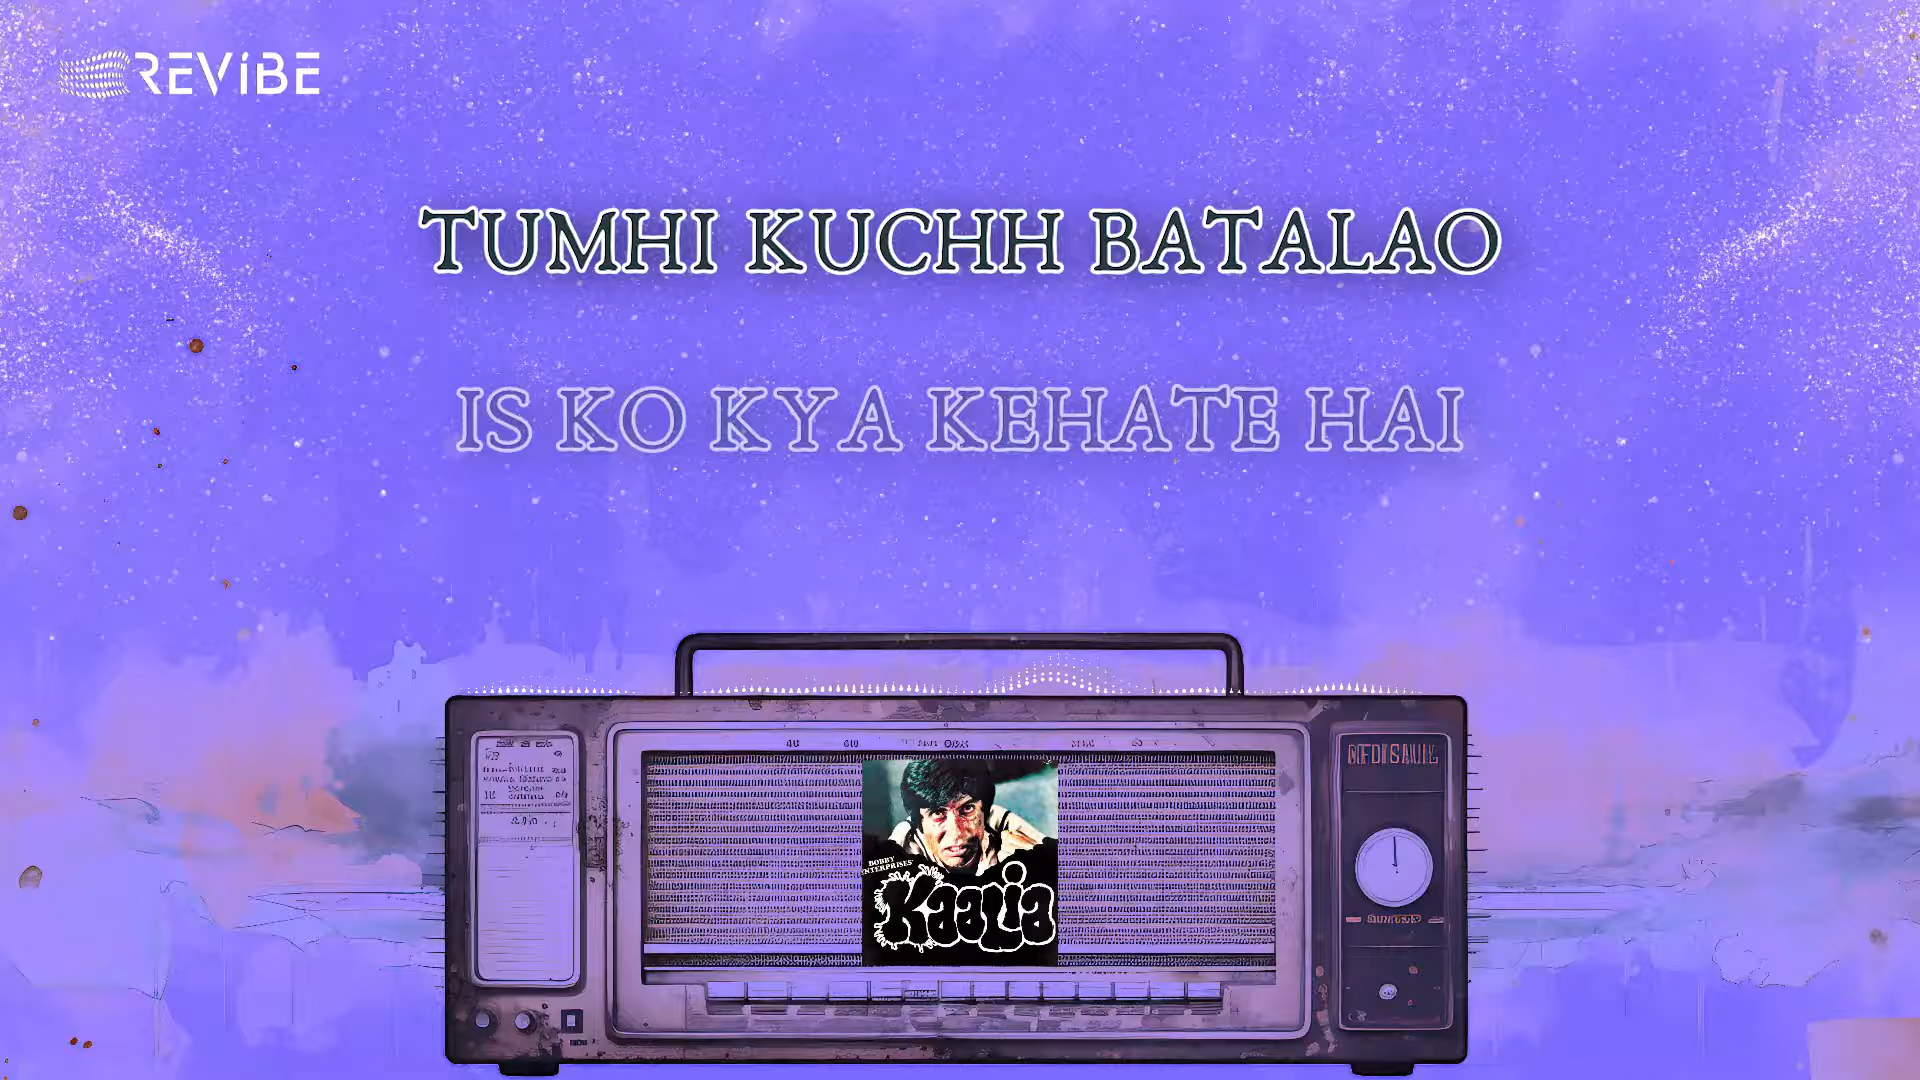 REViBE
TUMHI KUCHH BATALAO
IS KO KYA KEHATE HAI
BOBBY
ENTERPRISES'
Kaalia